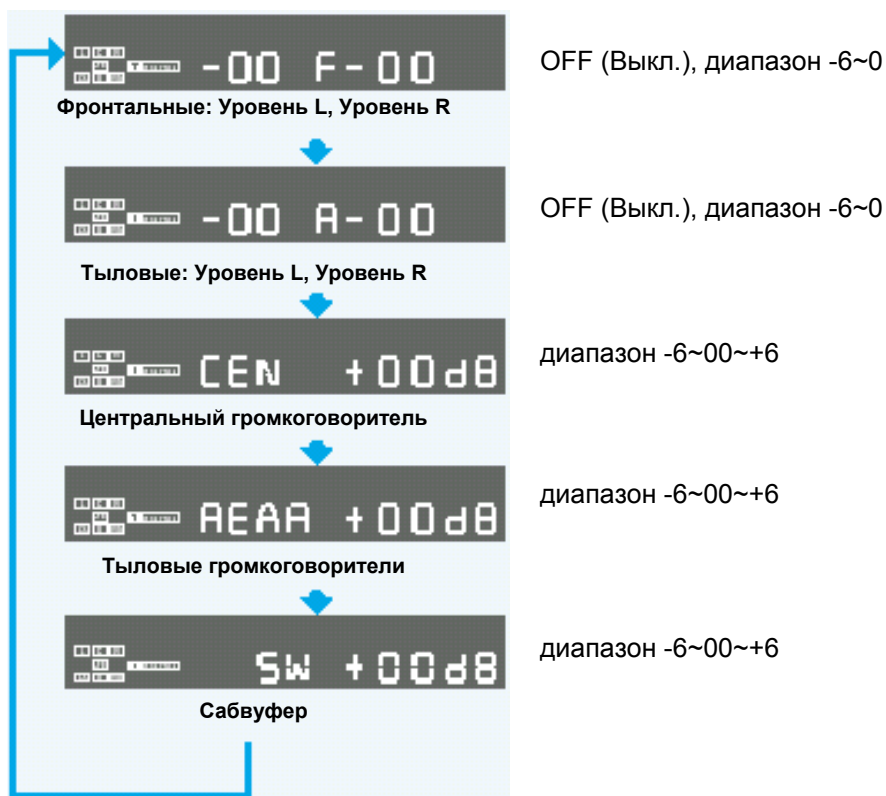 -00 F-00
OFF (Выкл.), диапазон -6~0
Фронтальные: Уровень L, Уровень R
-00 A-00
OFF (Выкл.), диапазон -6~0
Тыловые: Уровень L, Уровень R
CEN +00dB
диапазон -6~00~+6
Центральный громкоговоритель
REAR +00dB
диапазон -6~00~+6
Тыловые громкоговорители
SW +00dB
диапазон -6~00~+6
Сабвуфер